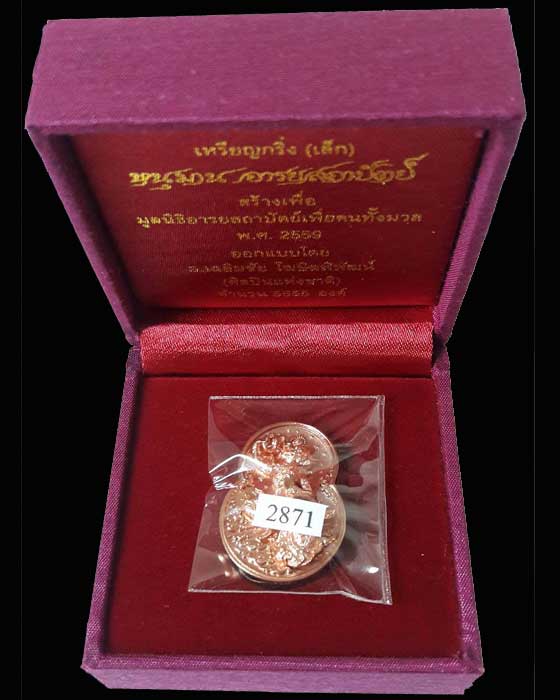 เหรียญกริ่ง (เล็ก)
หนุมาน อารยสถาปัตย์
สร้างเพื่อ
มูลนิธิอารยสถาปัตย์เพื่อคนทั้งมวล
พ.ศ. 2559
ออกแบบโดย
อ.เฉลิมชัย โฆษิตพิพัฒน์
(ศิลปินแห่งชาติ)
จำนวน 5555 องค์
2871